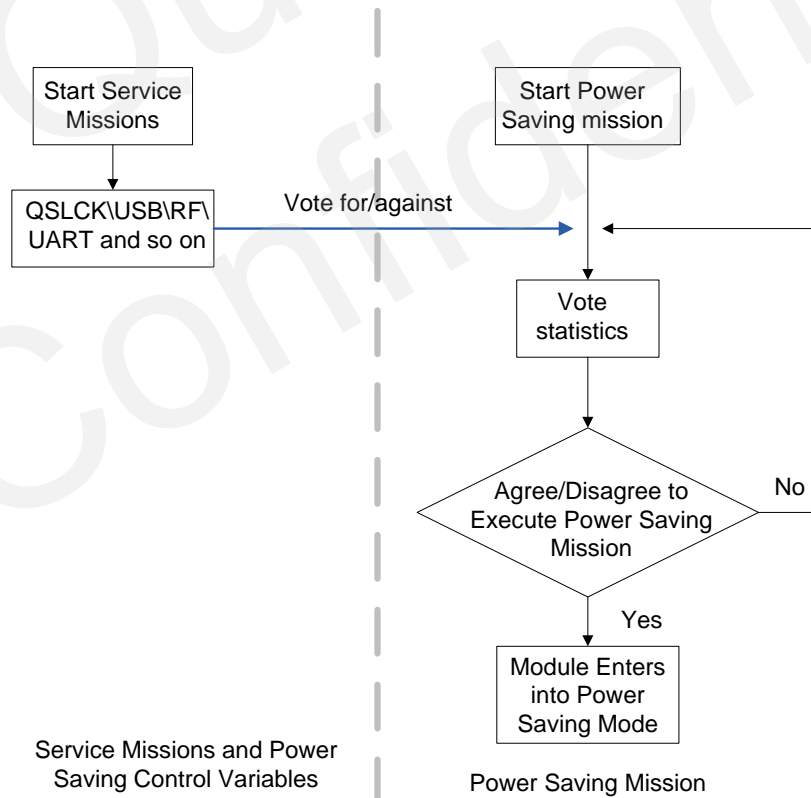 Start Service
Missions
QSLCK\USB\RF\
UART and so on
Vote for/against
Start Power
Saving mission
Vote
statistics
Agree/Disagree to
Execute Power Saving
Mission
No
Yes
Module Enters
into Power
Saving Mode
Service Missions and Power
Saving Control Variables
Power Saving Mission